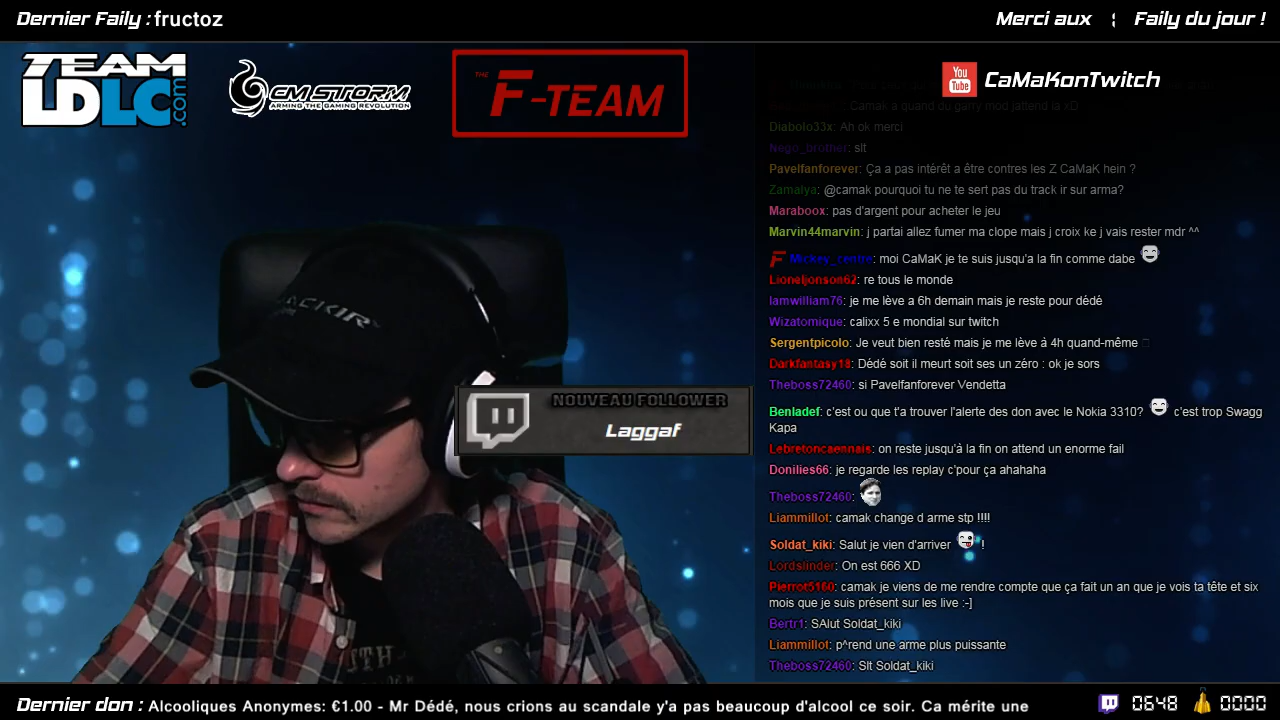 Dernier Faily : fructoz
Merci aux ¦ Faily du jour !
TEAM
LDLC.com
CM STORM
ARMING THE GAMING REVOLUTION
THE
F-TEAM
You
Tube
CaMaKonTwitch
Camak a quand du garry mod jattend la xD
Diabolo33x: Ah ok merci
Nego_brother: slt
Pavelfanforever: Ça a pas intérêt a être contres les Z CaMaK hein ?
Zamalya: @camak pourquoi tu ne te sert pas du track ir sur arma?
Maraboox: pas d'argent pour acheter le jeu
Marvin44marvin: j partai allez fumer ma clope mais j croix ke j vais rester mdr ^^
Mickey_centre: moi CaMaK je te suis jusqu'a la fin comme dabe
Lioneljonson62: re tous le monde
Iamwilliam76: je me lève a 6h demain mais je reste pour dédé
Wizatomique: calixx 5 e mondial sur twitch
Sergentpicolo: Je veut bien resté mais je me lève à 4h quand-même
Darkfantasy18: Dédé soit il meurt soit ses un zéro : ok je sors
Theboss72460: si Pavelfanforever Vendetta
Benladef: c'est ou que t'a trouver l'alerte des don avec le Nokia 3310? c'est trop Swagg
Kapa
Lebretoncaennais: on reste jusqu'à la fin on attend un enorme fail
Donilies66: je regarde les replay c'pour ça ahahaha
Theboss72460:
Liammillot: camak change d arme stp !!!!
Soldat_kiki: Salut je vien d'arriver !
Lordslinder: On est 666 XD
Pierrot5160: camak je viens de me rendre compte que ça fait un an que je vois ta tête et six
mois que je suis présent sur les live :-]
Bertr1: SAlut Soldat_kiki
Liammillot: p^rend une arme plus puissante
Theboss72460: Slt Soldat_kiki
NOUVEAU FOLLOWER
Laggaf
Dernier don : Alcooliques Anonymes: €1.00 - Mr Dédé, nous crions au scandale y'a pas beaucoup d'alcool ce soir. Ca mérite une
0648 0000